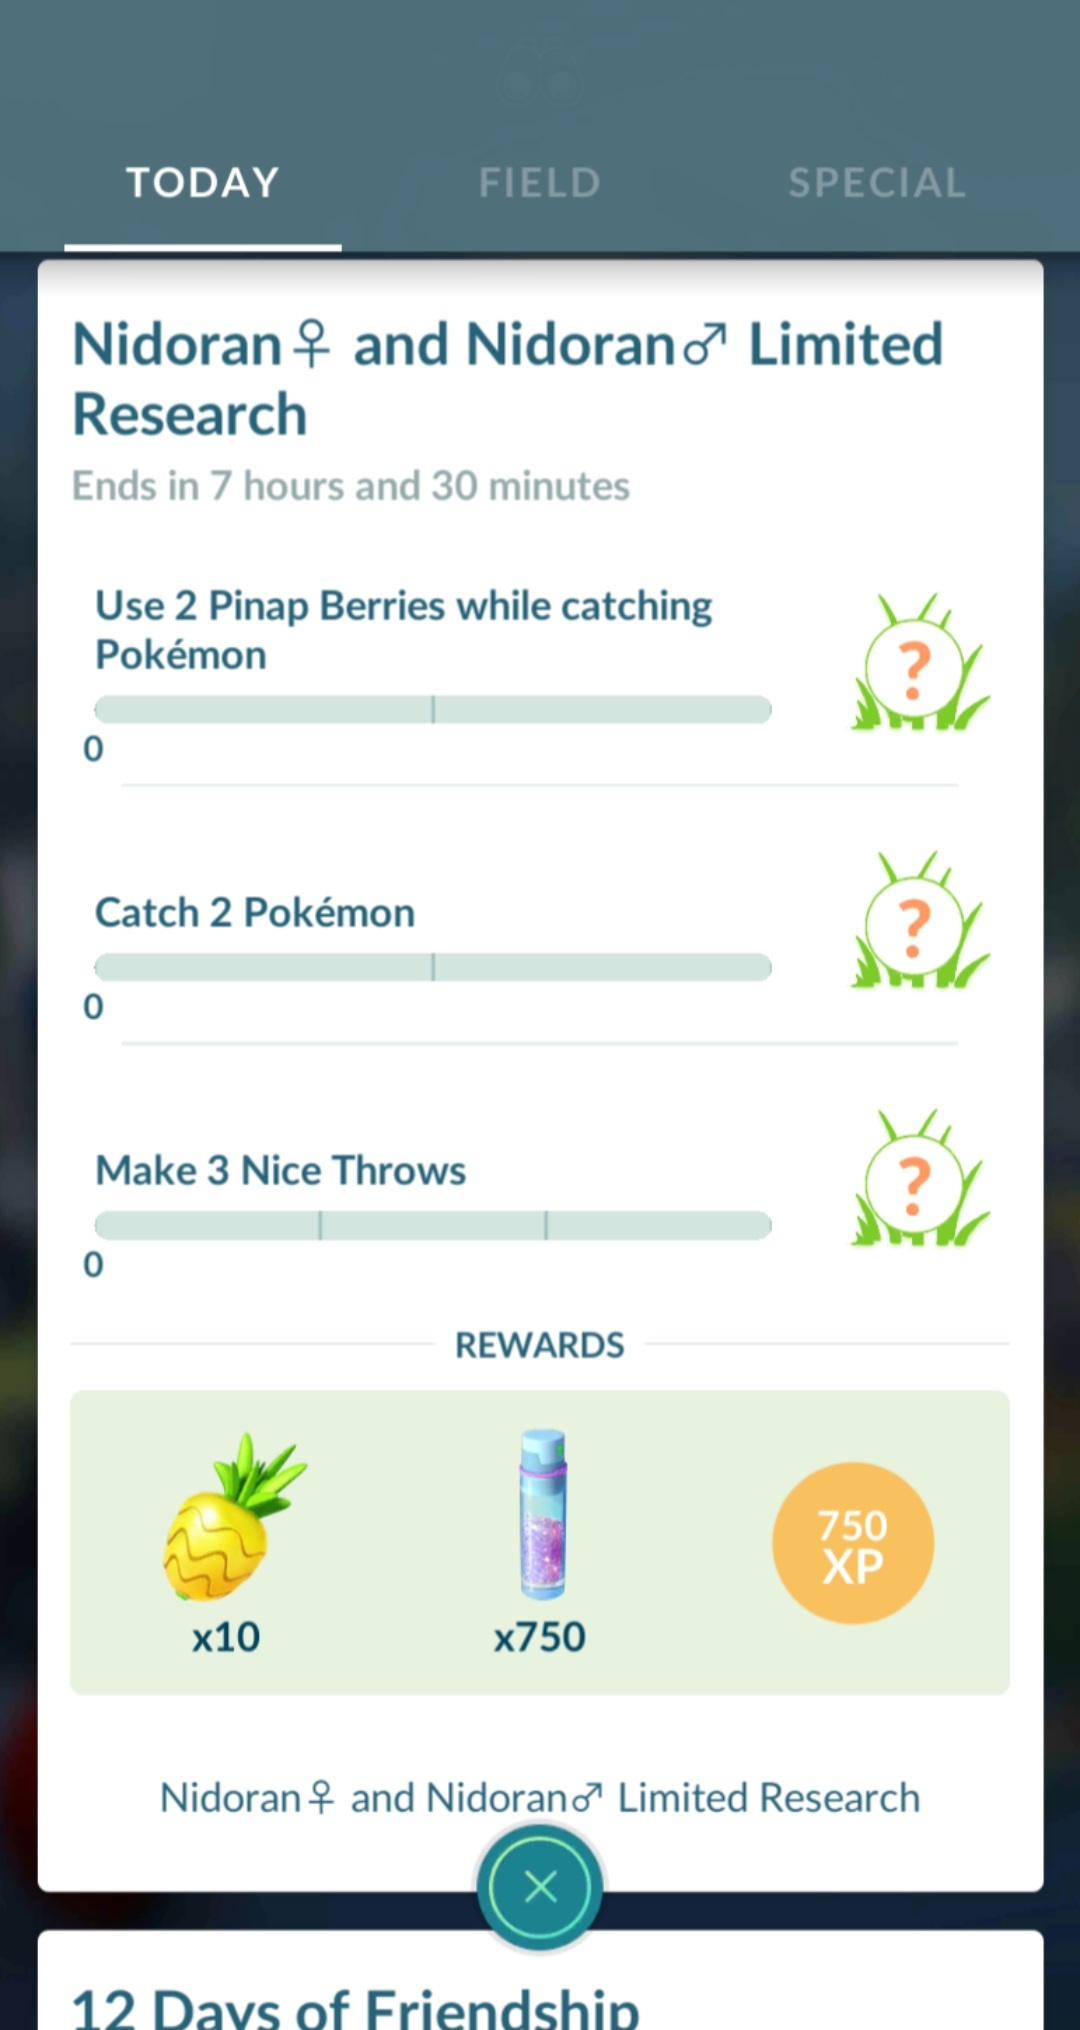 TODAY
FIELD
SPECIAL
Nidoran♀ and Nidoran♂ Limited
Research
Ends in 7 hours and 30 minutes
Use 2 Pinap Berries while catching
Pokémon
?
0
Catch 2 Pokémon
?
0
Make 3 Nice Throws
?
0
REWARDS
x10
x750
750
XP
Nidoran♀ and Nidoran♂ Limited Research
12 Days of Friendship